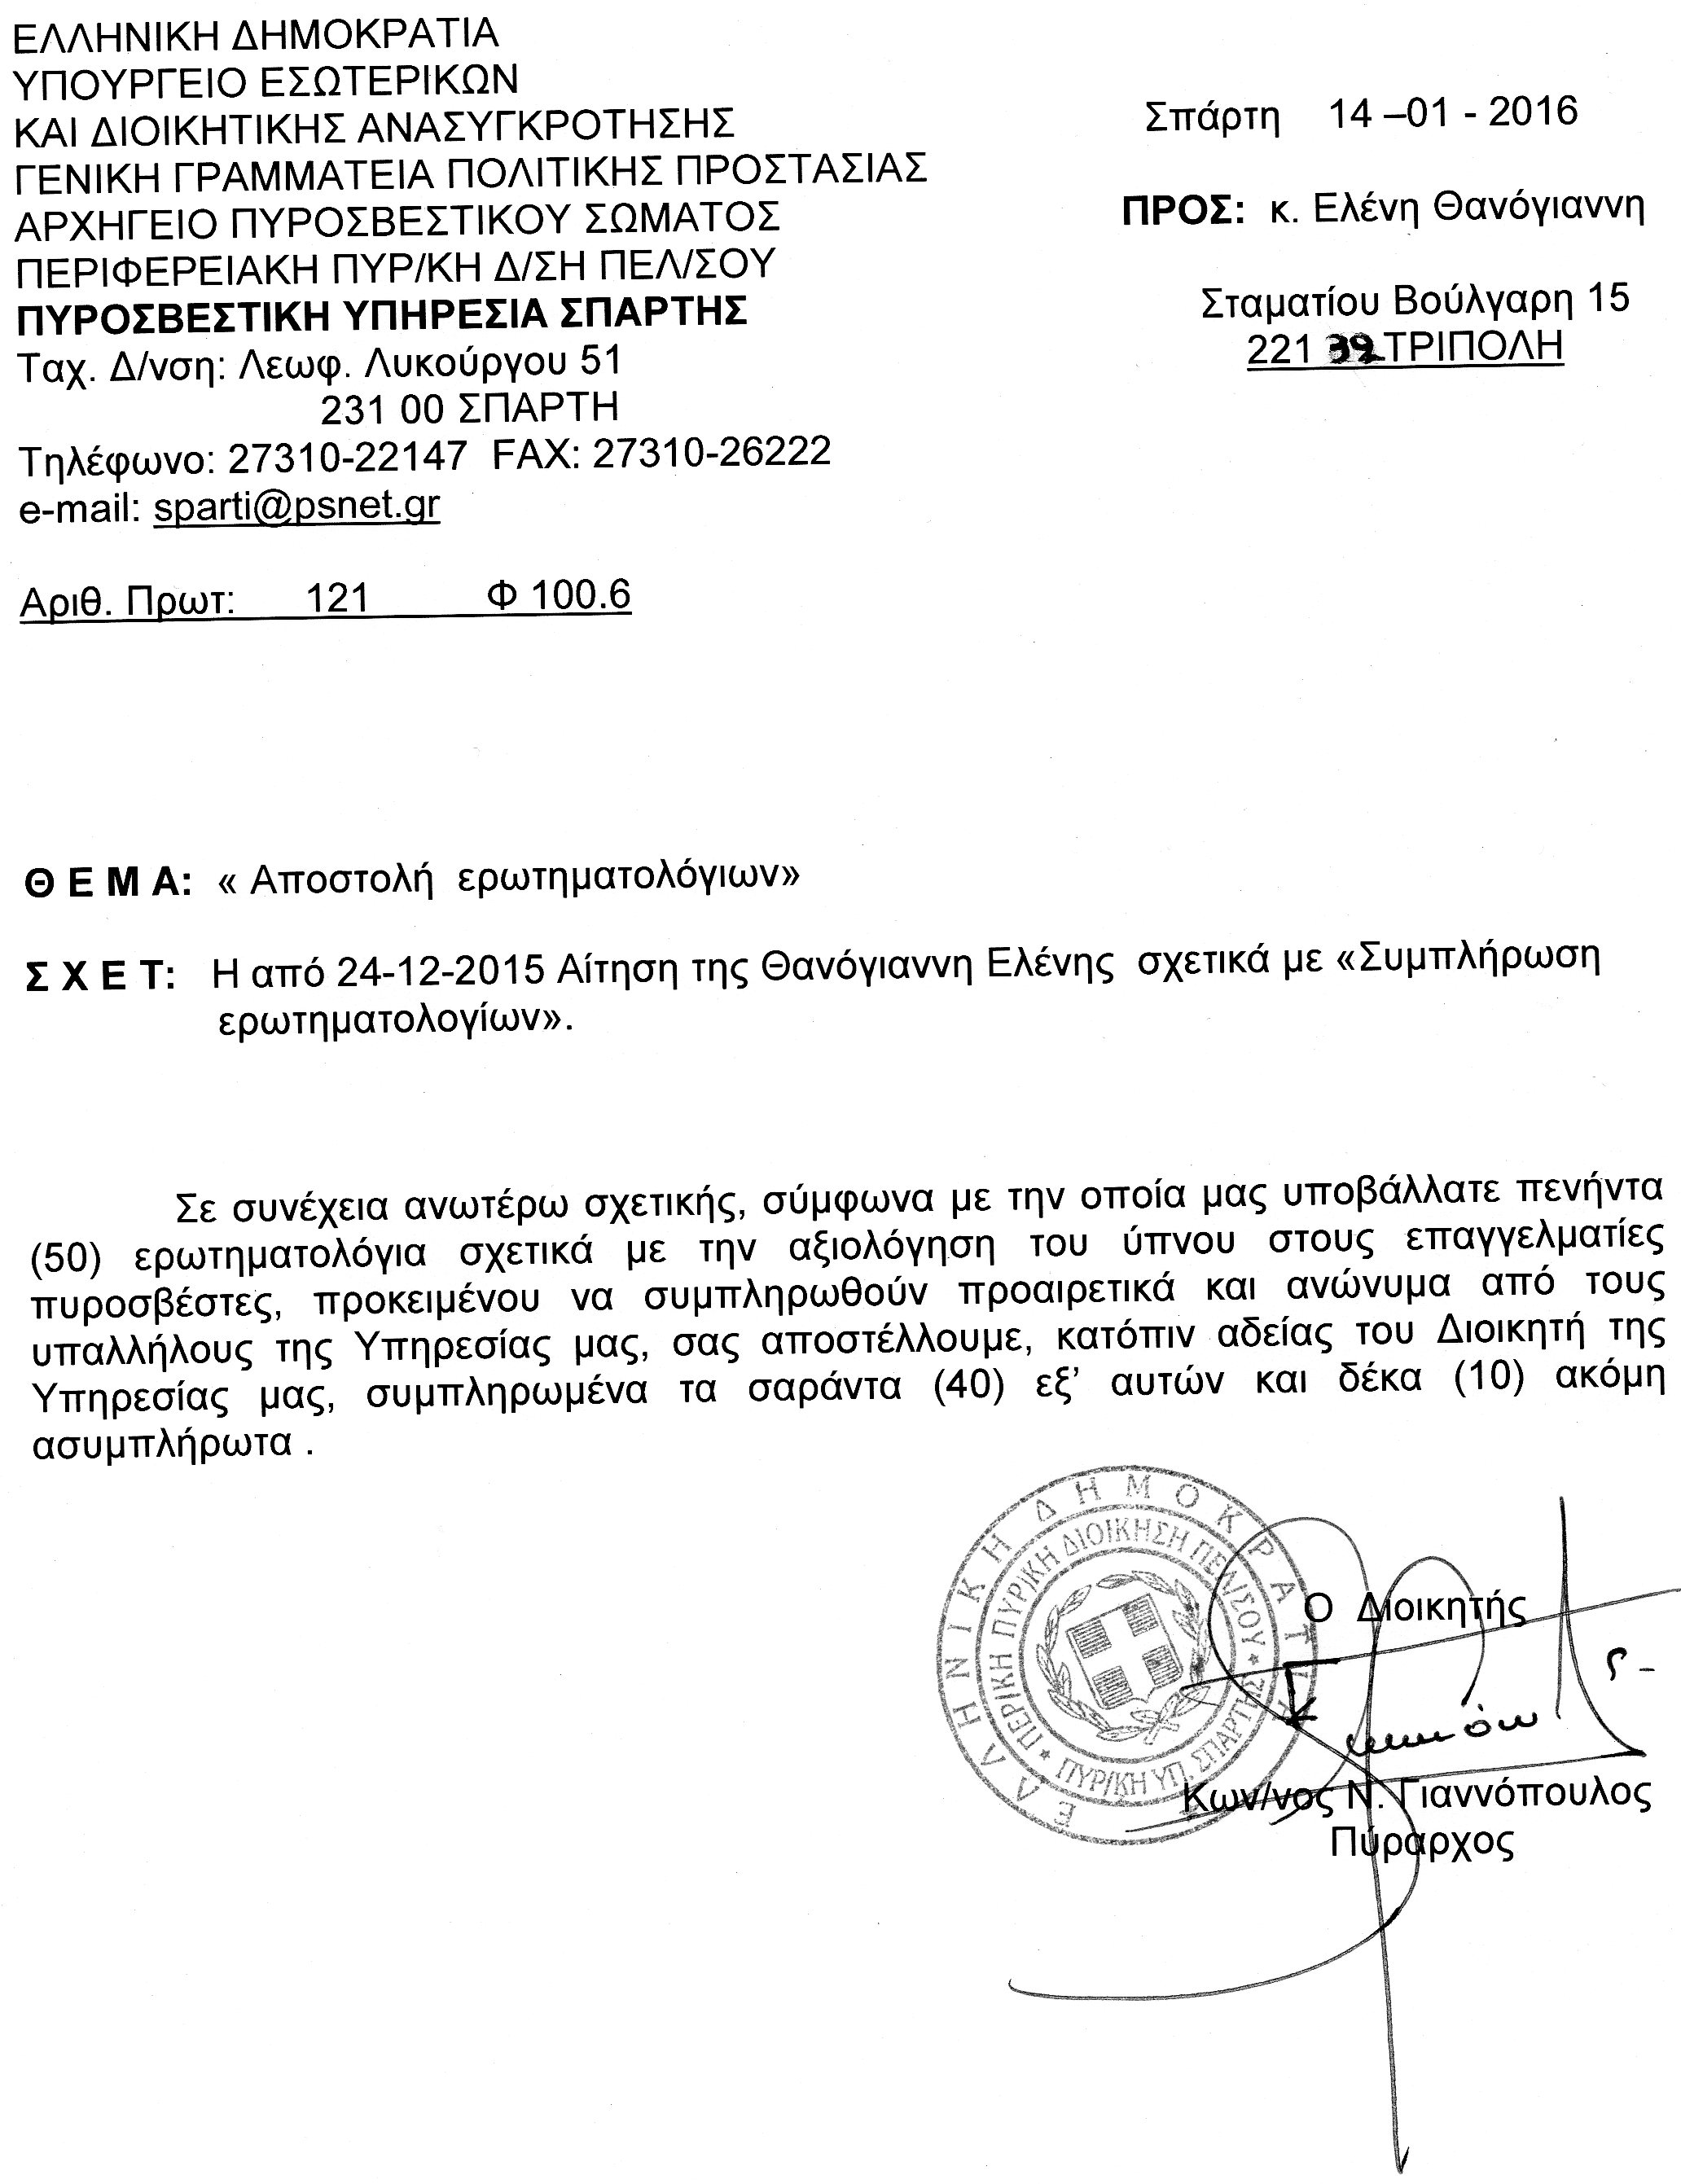 ΕΛΛΗΝΙΚΗ ΔΗΜΟΚΡΑΤΙΑ
ΥΠΟΥΡΓΕΙΟ ΕΣΩΤΕΡΙΚΩΝ
ΚΑΙ ΔΙΟΙΚΗΤΙΚΗΣ ΑΝΑΣΥΓΚΡΟΤΗΣΗΣ
ΓΕΝΙΚΗ ΓΡΑΜΜΑΤΕΙΑ ΠΟΛΙΤΙΚΗΣ ΠΡΟΣΤΑΣΙΑΣ
ΑΡΧΗΓΕΙΟ ΠΥΡΟΣΒΕΣΤΙΚΟΥ ΣΩΜΑΤΟΣ
ΠΕΡΙΦΕΡΕΙΑΚΗ ΠΥΡ/ΚΗ Δ/ΣΗ ΠΕΛ/ΣΟΥ
ΠΥΡΟΣΒΕΣΤΙΚΗ ΥΠΗΡΕΣΙΑ ΣΠΑΡΤΗΣ
Ταχ. Δ/νση: Λεωφ. Λυκούργου 51
231 00 ΣΠΑΡΤΗ
Τηλέφωνο: 27310-22147 FAX: 27310-26222
e-mail: sparti@psnet.gr
Αριθ. Πρωτ: 121 Φ 100.6
Σπάρτη 14 –01 - 2016
ΠΡΟΣ: κ. Ελένη Θανόγιαννη
Σταματίου Βούλγαρη 15
221 32 ΤΡΙΠΟΛΗ
Θ Ε Μ Α: « Αποστολή ερωτηματολόγιων»
Σ Χ Ε Τ: Η από 24-12-2015 Αίτηση της Θανόγιαννη Ελένης σχετικά με «Συμπλήρωση
ερωτηματολογίων».
Σε συνέχεια ανωτέρω σχετικής, σύμφωνα με την οποία μας υποβάλλατε πενήντα
(50) ερωτηματολόγια σχετικά με την αξιολόγηση του ύπνου στους επαγγελματίες
πυροσβέστες, προκειμένου να συμπληρωθούν προαιρετικά και ανώνυμα από τους
υπαλλήλους της Υπηρεσίας μας, σας αποστέλλουμε, κατόπιν αδείας του Διοικητή της
Υπηρεσίας μας, συμπληρωμένα τα σαράντα (40) εξ’ αυτών και δέκα (10) ακόμη
ασυμπλήρωτα .
ΕΛΛΗΝΙΚΗ ΔΗΜΟΚΡΑΤΙΑ
ΠΕΡΙΚΗ ΠΥΡ/ΚΗ ΔΙΟΙΚΗΣΗ ΠΕΛ/ΣΟΥ
ΠΥΡ/ΚΗ ΥΠ. ΣΠΑΡΤΗΣ
Ο Διοικητής
Κων/νος Ν. Γιαννόπουλος
Πύραρχος